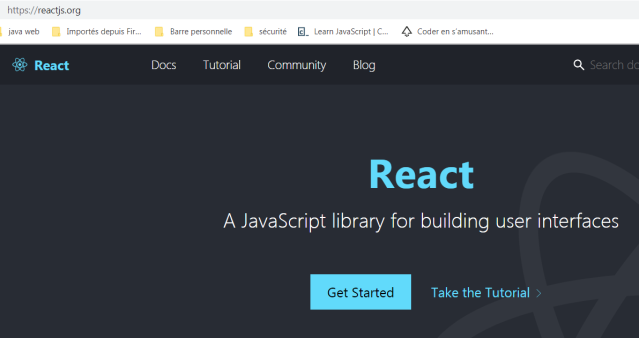 https://reactjs.org
java web Importés depuis Fir... Barre personnelle sécurité Learn JavaScript | C... Coder en s'amusant...
React Docs Tutorial Community Blog Search do
React
A JavaScript library for building user interfaces
Get Started Take the Tutorial >